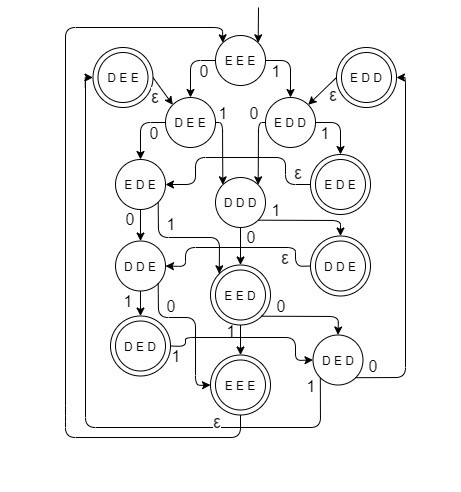 E E E
0 1
D E E E D D
ε ε
D E E 1 0 E D D
0 1
E D E ε E D E
D D D
0 1 1
0
D D E ε D D E
E E D
1 0 0
D E D 1 1 D E D 0
E E E 1
ε